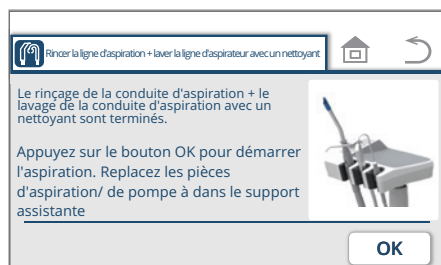 Rincer la ligne d'aspiration + laver la ligne d'aspirateur avec un nettoyant
Le rinçage de la conduite d'aspiration + le
lavage de la conduite d'aspiration avec un
nettoyant sont terminés.
Appuyez sur le bouton OK pour démarrer
l'aspiration. Replacez les pièces
d'aspiration/ de pompe à dans le support
assistante
OK